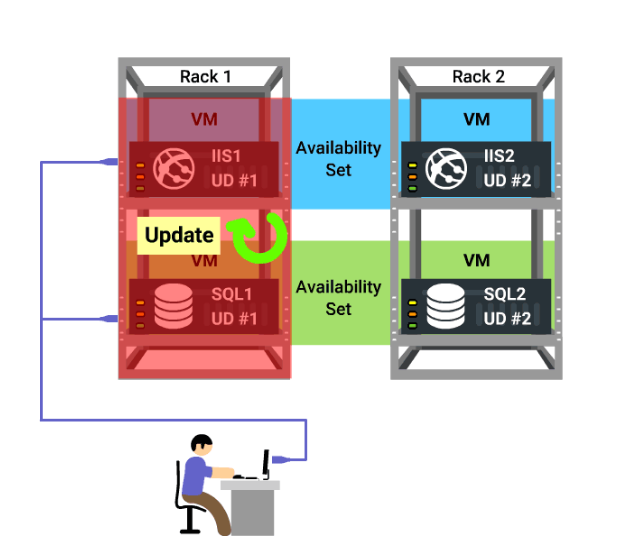 Rack 1
Rack 2
VM
Availability
Set
VM
IIS1
UD #1
IIS2
UD #2
Update
VM
Availability
Set
VM
SQL1
UD #1
SQL2
UD #2